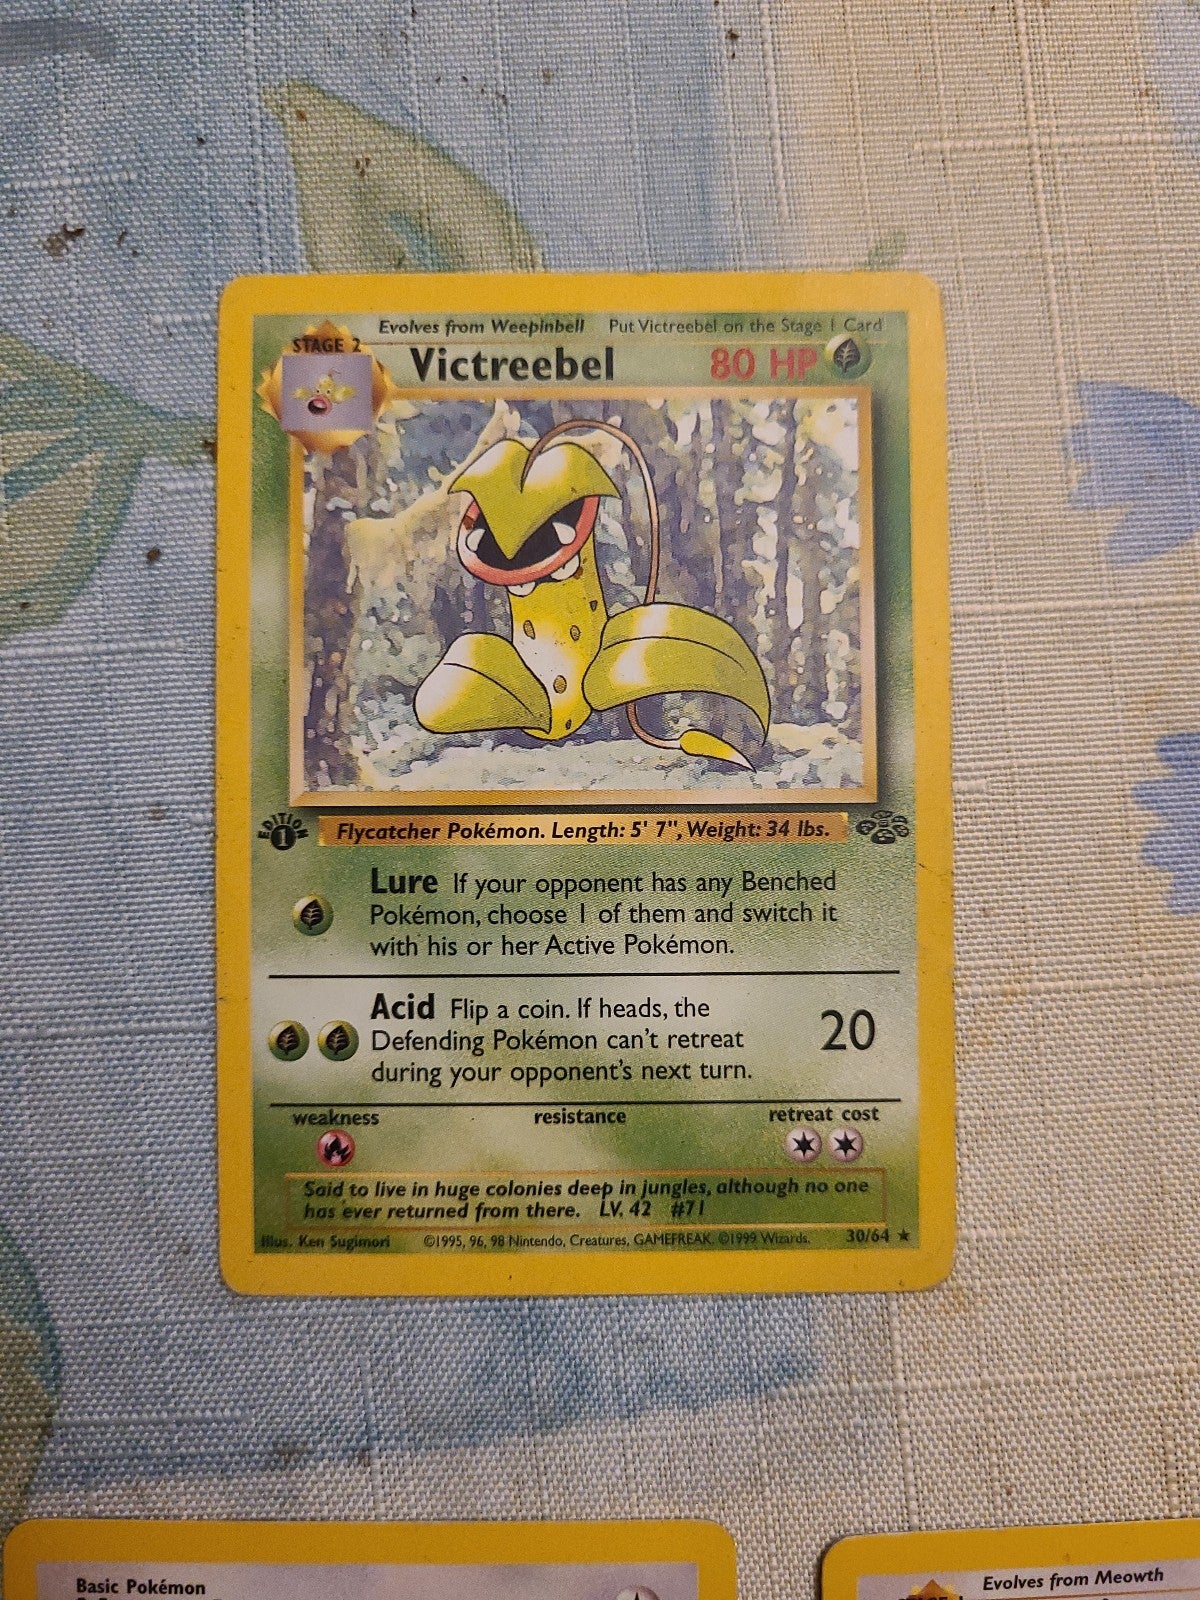 Evolves from Weepinbell Put Victreebel on the Stage 1 Card
STAGE 2
Victreebel 80 HP
EDITION
1
Flycatcher Pokémon. Length: 5' 7", Weight: 34 lbs.
Lure If your opponent has any Benched
Pokémon, choose 1 of them and switch it
with his or her Active Pokémon.
Acid Flip a coin. If heads, the
Defending Pokémon can't retreat
during your opponent's next turn.
20
weakness resistance retreat cost
Said to live in huge colonies deep in jungles, although no one
has ever returned from there. LV. 42 #71
Illus. Ken Sugimori ©1995, 96, 98 Nintendo, Creatures, GAMEFREAK. ©1999 Wizards. 30/64 ★
Basic Pokémon
Evolves from Meowth